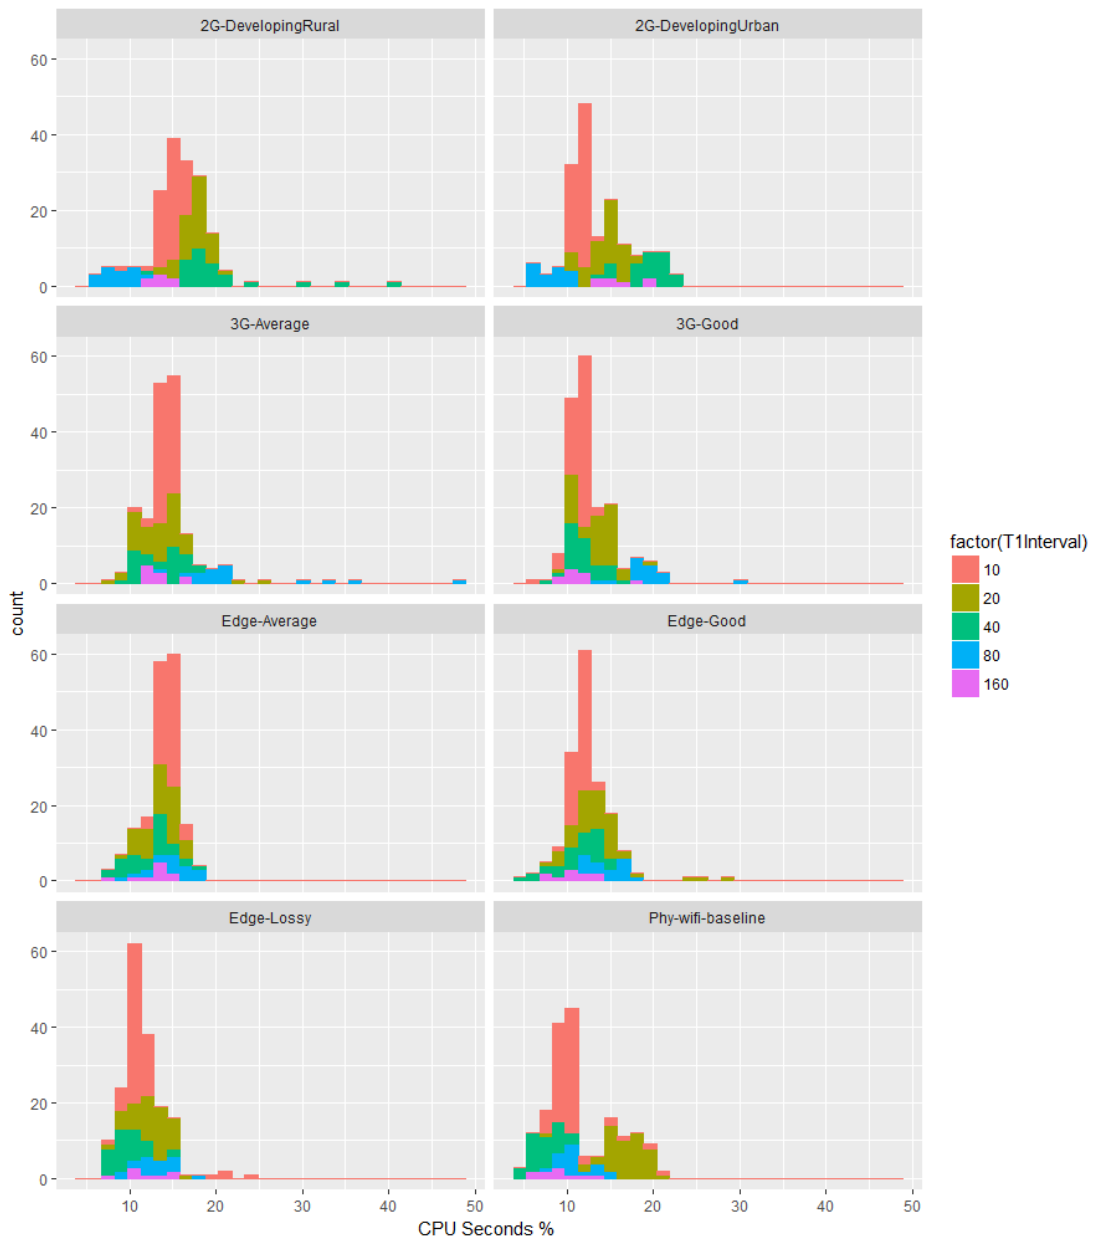 2G-DevelopingRural
2G-DevelopingUrban
60
40
20
0
3G-Average
3G-Good
60
40
20
0
count
Edge-Average
Edge-Good
60
40
20
0
Edge-Lossy
Phy-wifi-baseline
60
40
20
0
10 20 30 40 50
10 20 30 40 50
CPU Seconds %
factor(T1Interval)
10
20
40
80
160